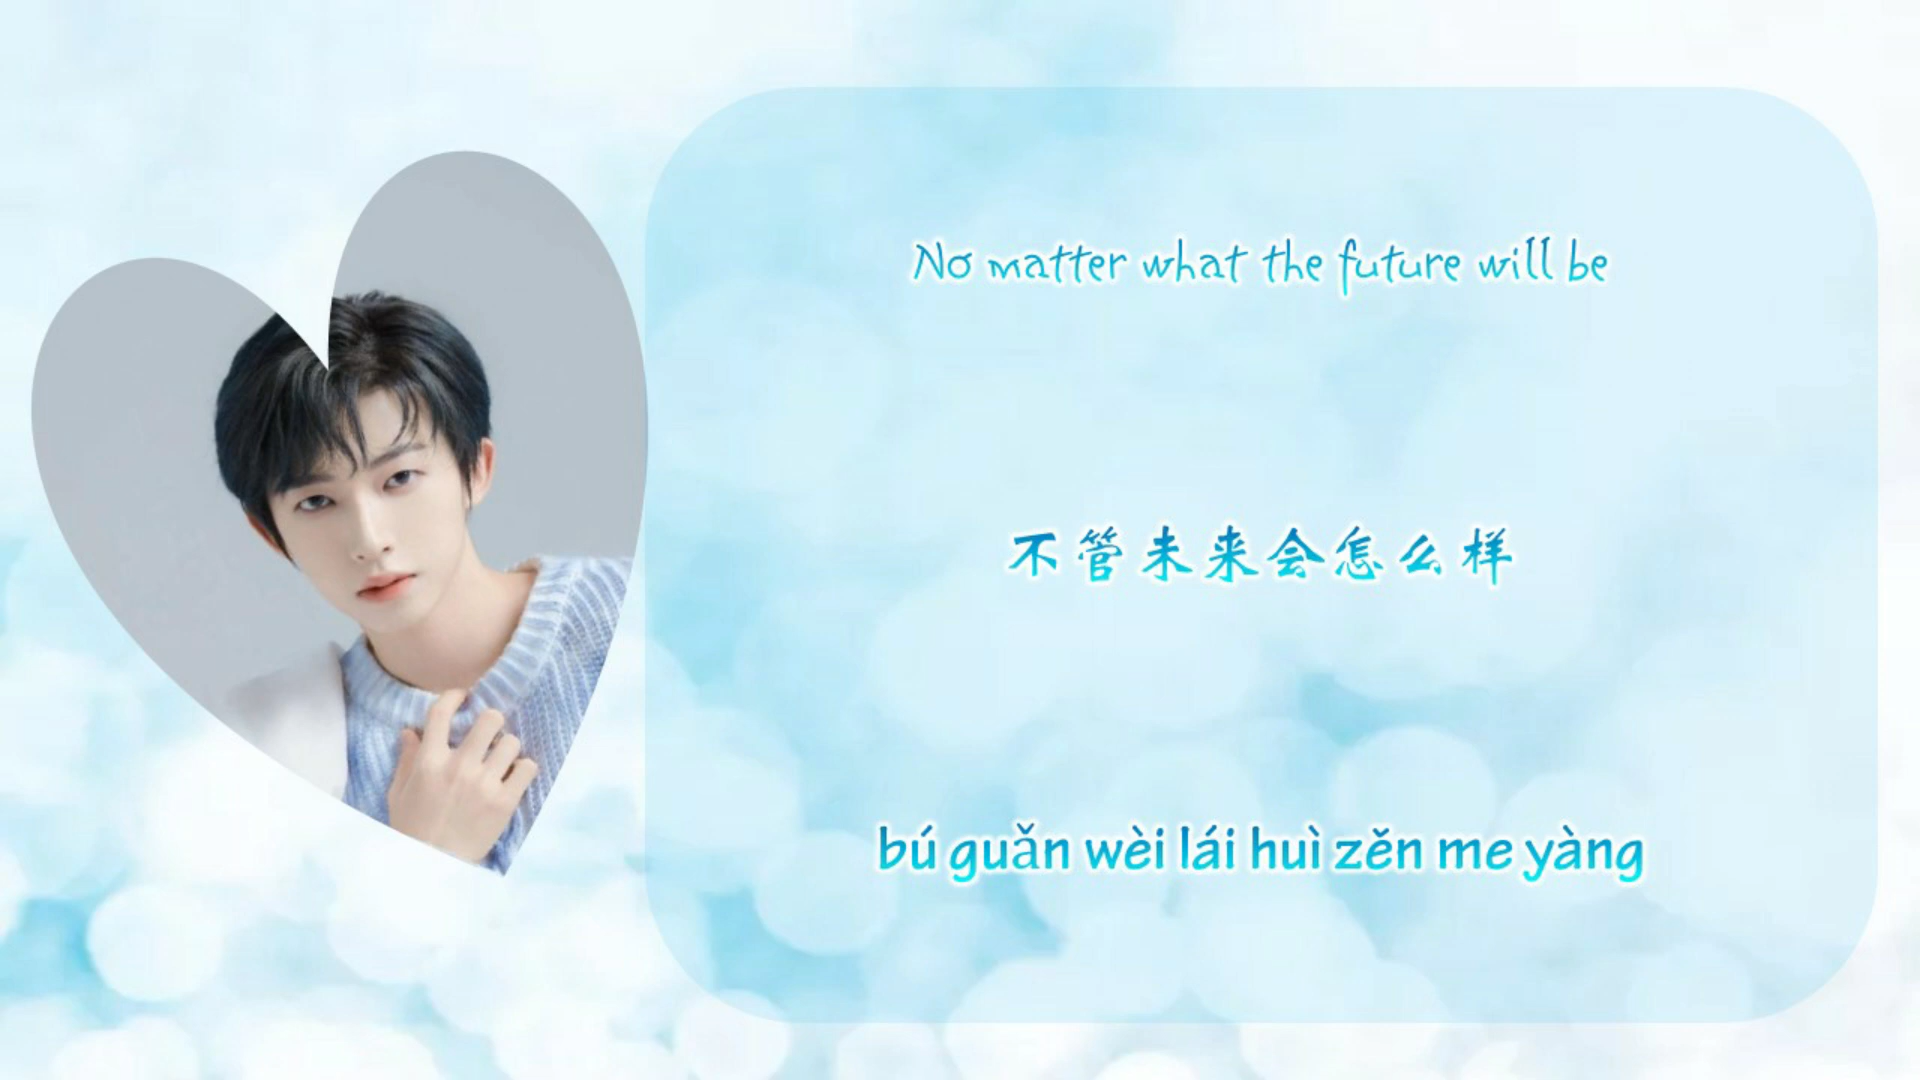 No matter what the future will be
不管未来会怎么样
bú guǎn wèi lái huì zěn me yàng